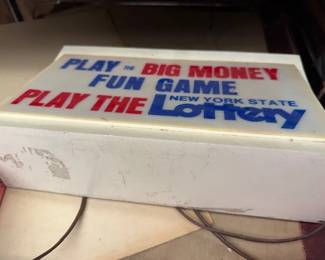 PLAY THE BIG MONEY
FUN GAME
PLAY THE NEW YORK STATE
Lottery